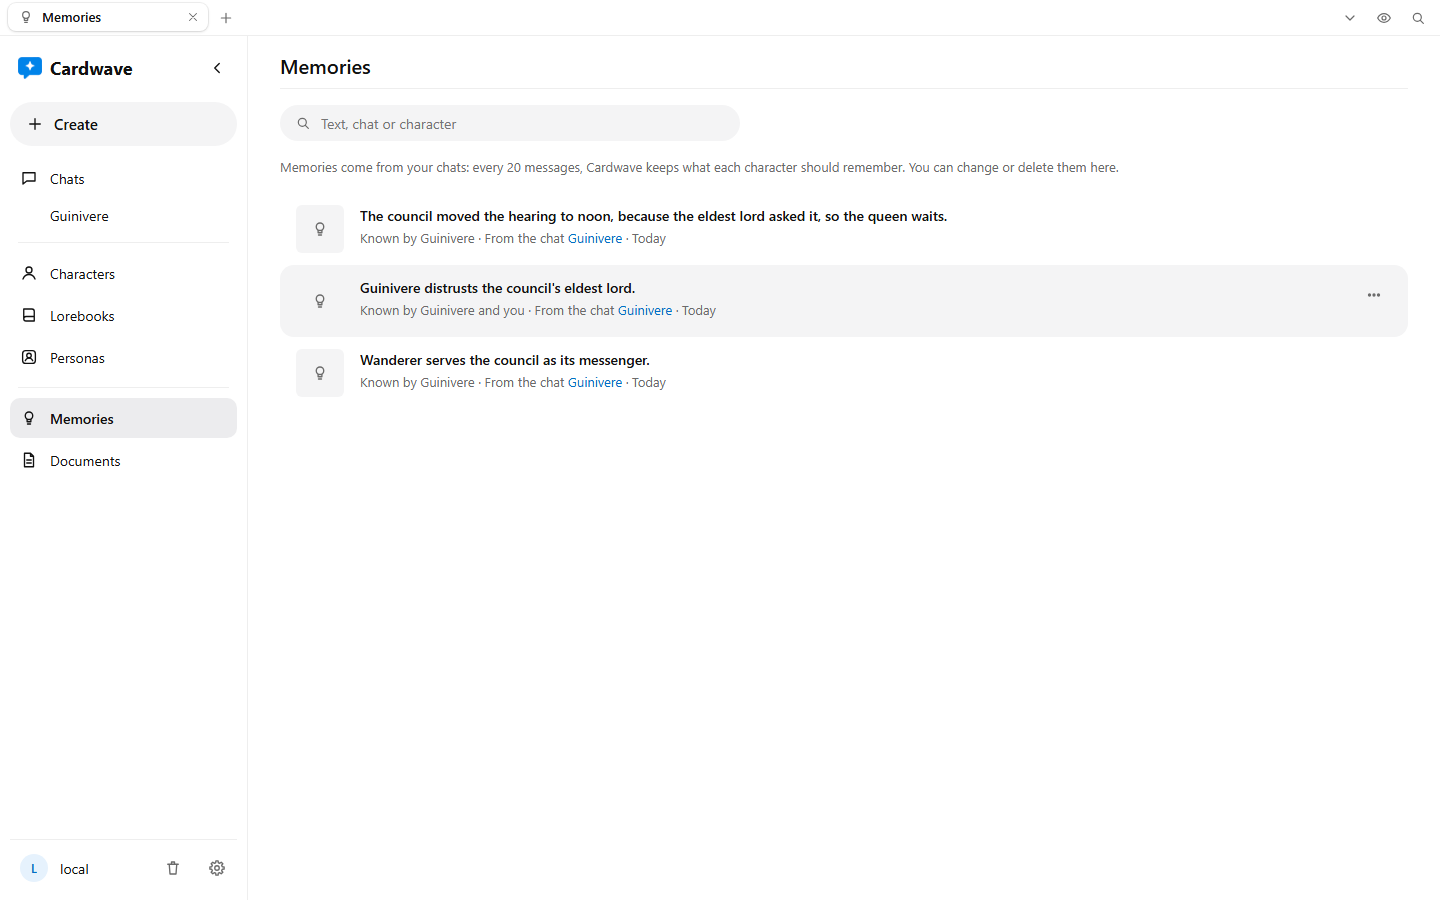 Memories
Cardwave
Create
Chats
Guinivere
Characters
Lorebooks
Personas
Memories
Documents
L local
Memories
Text, chat or character
Memories come from your chats: every 20 messages, Cardwave keeps what each character should remember. You can change or delete them here.
The council moved the hearing to noon, because the eldest lord asked it, so the queen waits.
Known by Guinivere · From the chat Guinivere · Today
Guinivere distrusts the council's eldest lord.
Known by Guinivere and you · From the chat Guinivere · Today
Wanderer serves the council as its messenger.
Known by Guinivere · From the chat Guinivere · Today